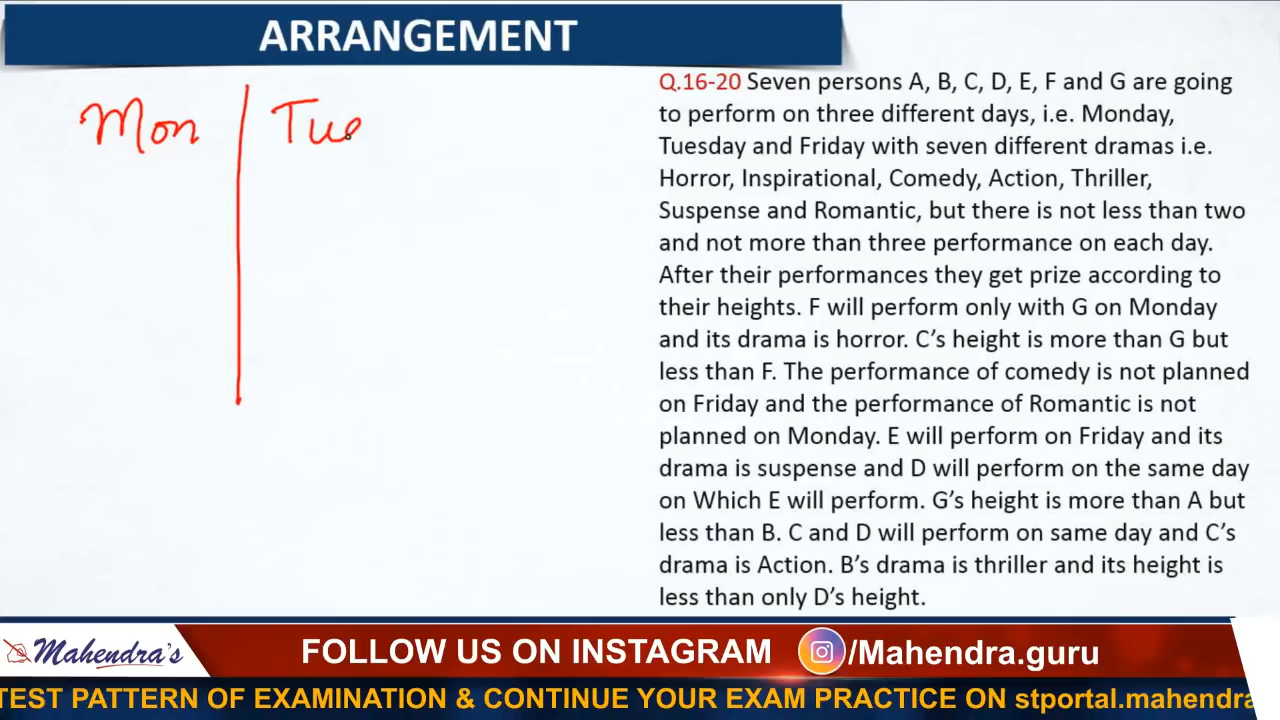 ARRANGEMENT
Mon
Tue
Q.16-20 Seven persons A, B, C, D, E, F and G are going
to perform on three different days, i.e. Monday,
Tuesday and Friday with seven different dramas i.e.
Horror, Inspirational, Comedy, Action, Thriller,
Suspense and Romantic, but there is not less than two
and not more than three performance on each day.
After their performances they get prize according to
their heights. F will perform only with G on Monday
and its drama is horror. C’s height is more than G but
less than F. The performance of comedy is not planned
on Friday and the performance of Romantic is not
planned on Monday. E will perform on Friday and its
drama is suspense and D will perform on the same day
on Which E will perform. G’s height is more than A but
less than B. C and D will perform on same day and C’s
drama is Action. B’s drama is thriller and its height is
less than only D’s height.
Mahendra's
FOLLOW US ON INSTAGRAM
/Mahendra.guru
TEST PATTERN OF EXAMINATION & CONTINUE YOUR EXAM PRACTICE ON stportal.mahendra